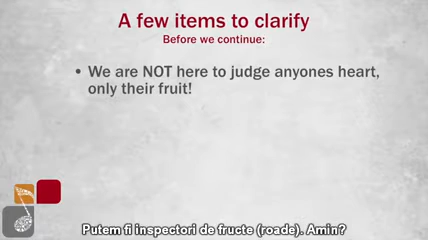 A few items to clarify
Before we continue:
• We are NOT here to judge anyones heart,
only their fruit!
Putem fi inspectori de fructe (roade). Amin?